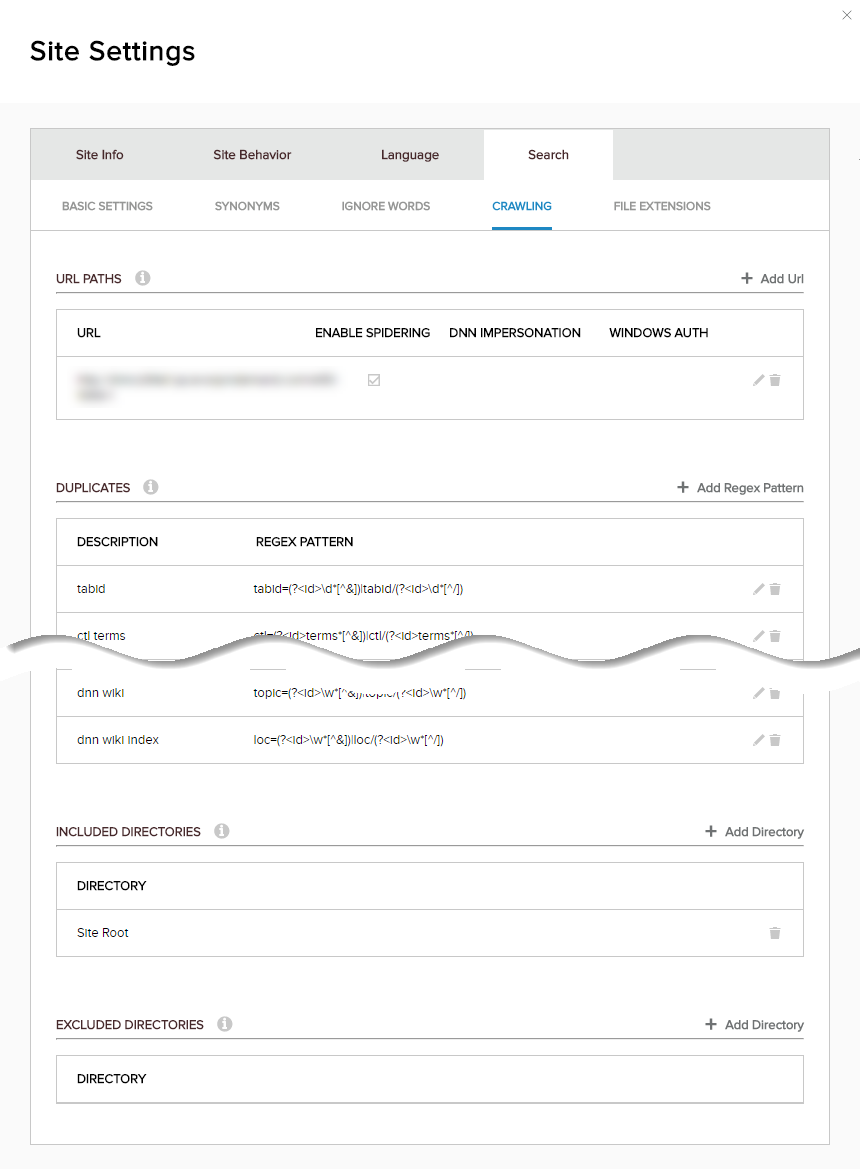 Site Settings
Site Info Site Behavior Language Search
BASIC SETTINGS SYNONYMS IGNORE WORDS CRAWLING FILE EXTENSIONS
URL PATHS + Add Url
URL ENABLE SPIDERING DNN IMPERSONATION WINDOWS AUTH
DUPLICATES + Add Regex Pattern
DESCRIPTION REGEX PATTERN
tabid tabid=(?<id>\d*[^&])|tabid/(?<id>\d*[^/])
ctl terms ctl=(?<id>terms*[^&])|ctl/(?<id>terms*[^/])
dnn wiki topic=(?<id>\w*[^&])|topic/(?<id>\w*[^/])
dnn wiki index loc=(?<id>\w*[^&])|loc/(?<id>\w*[^/])
INCLUDED DIRECTORIES + Add Directory
DIRECTORY
Site Root
EXCLUDED DIRECTORIES + Add Directory
DIRECTORY